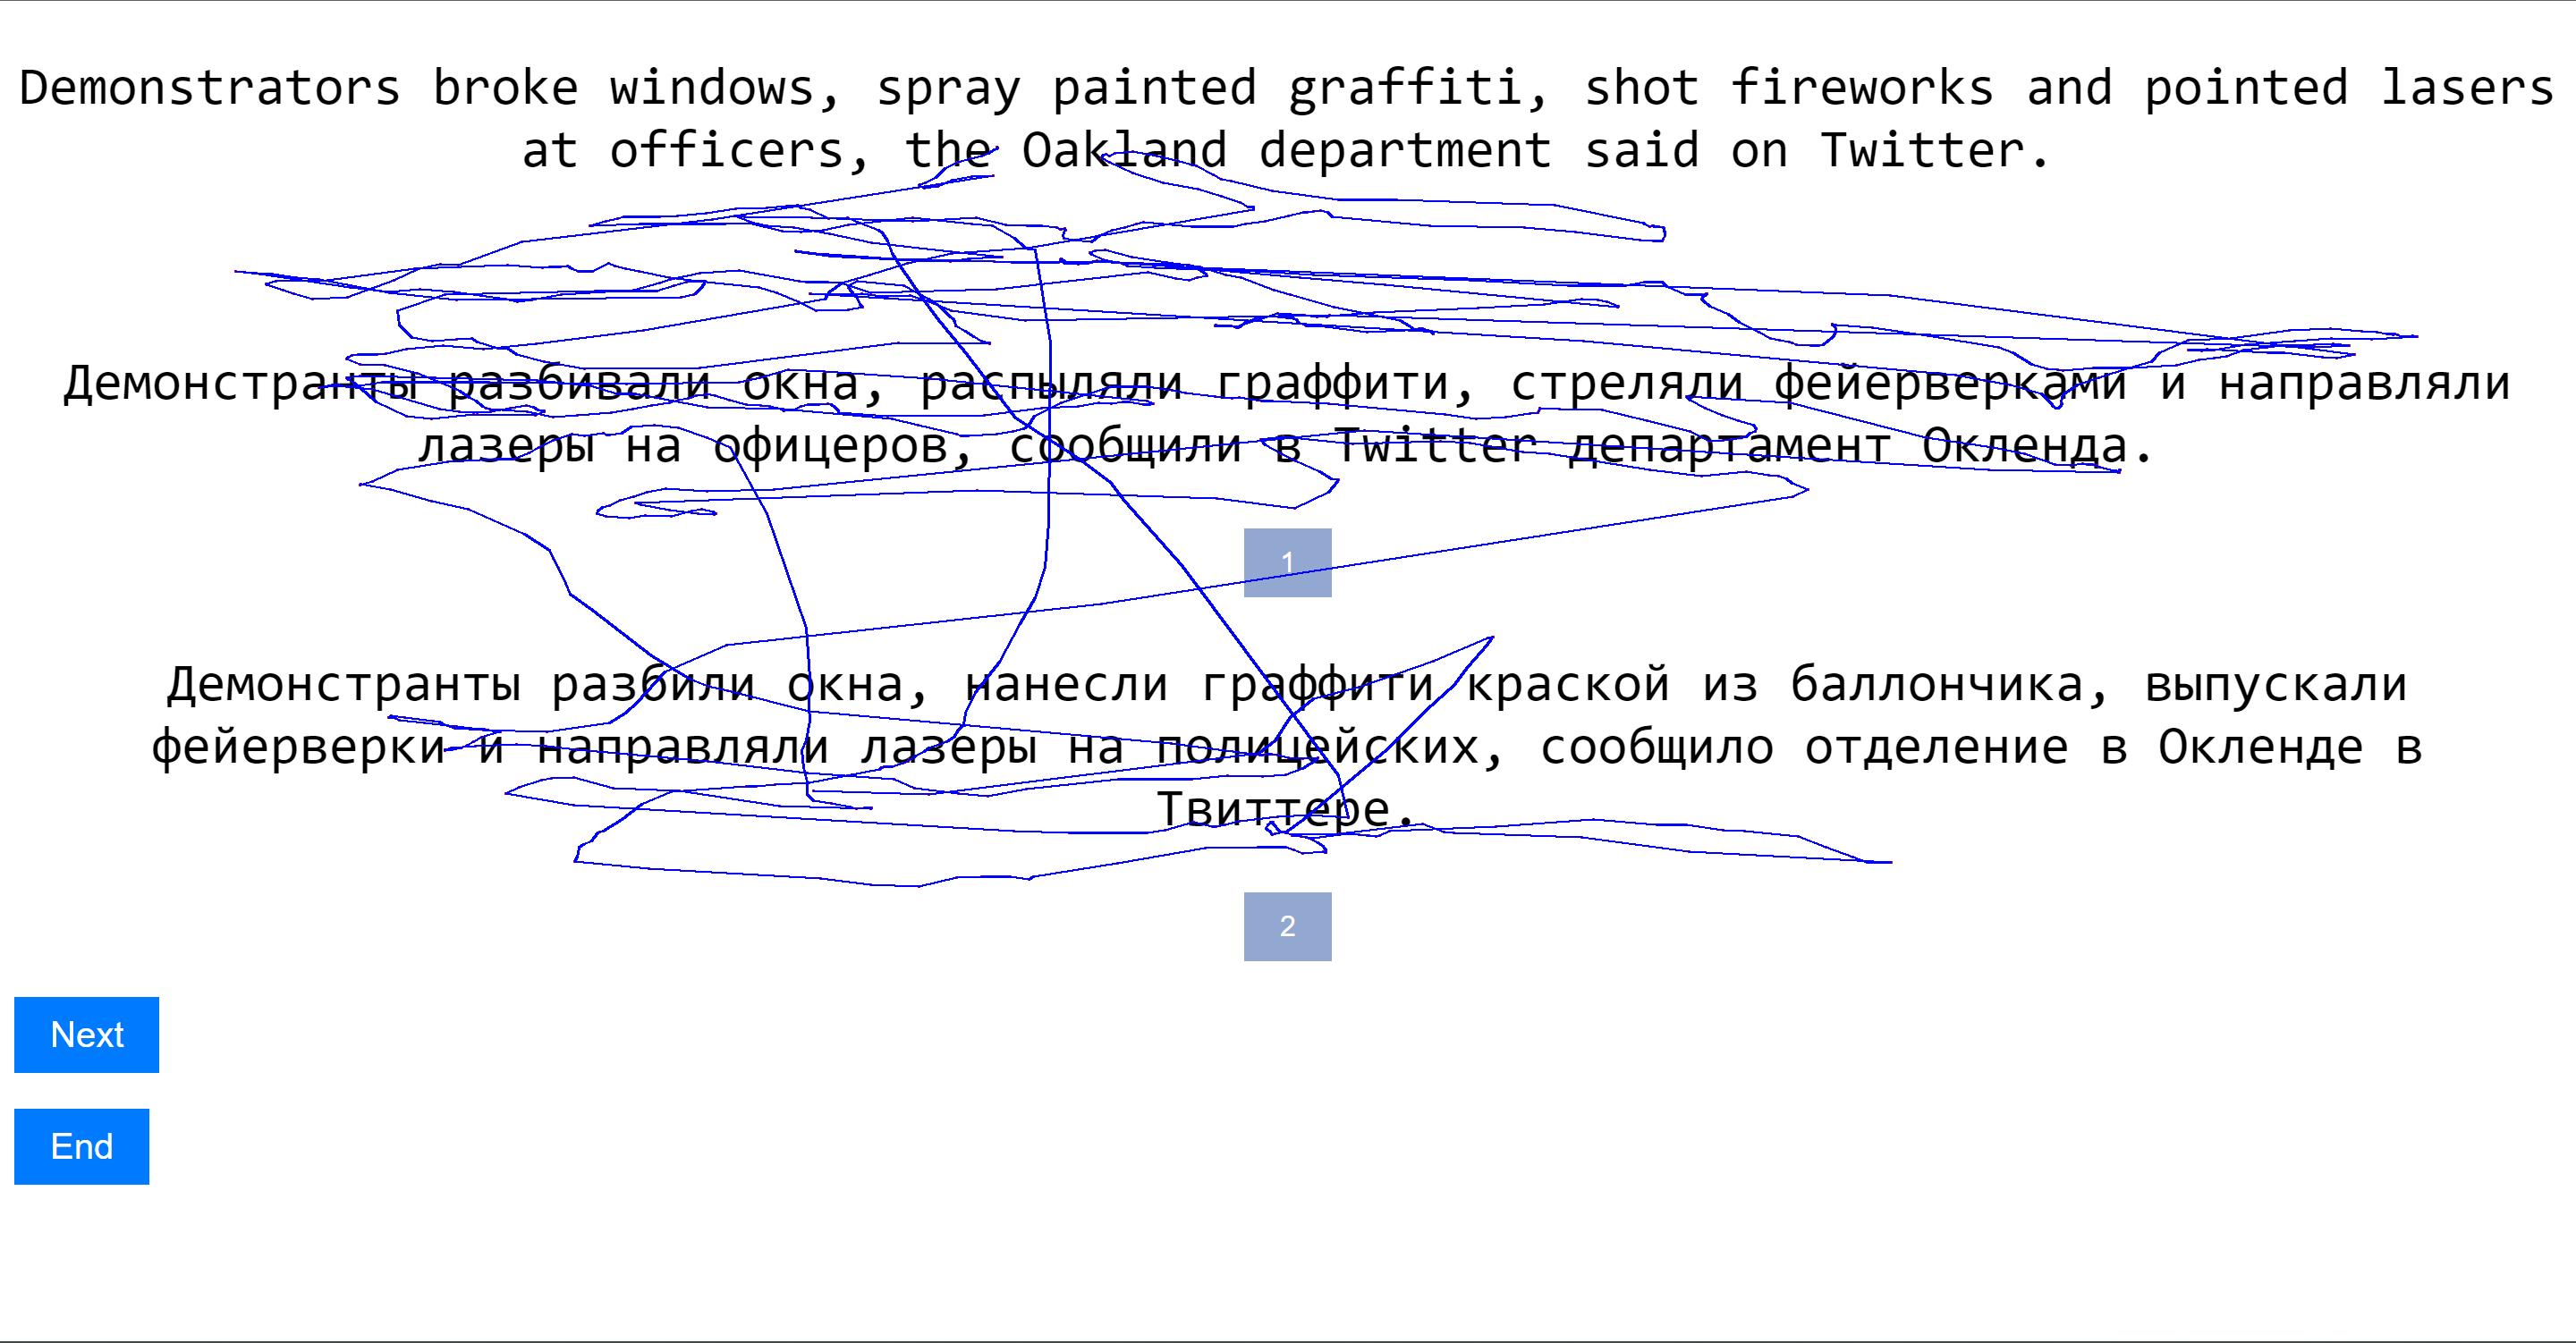 Demonstrators broke windows, spray painted graffiti, shot fireworks and pointed lasers
at officers, the Oakland department said on Twitter.
Демонстранты разбивали окна, распыляли граффити, стреляли фейерверками и направляли
лазеры на офицеров, сообщили в Twitter департамент Окленда.
1
Демонстранты разбили окна, нанесли граффити краской из баллончика, выпускали
фейерверки и направляли лазеры на полицейских, сообщило отделение в Окленде в
Твиттере.
2
Next
End